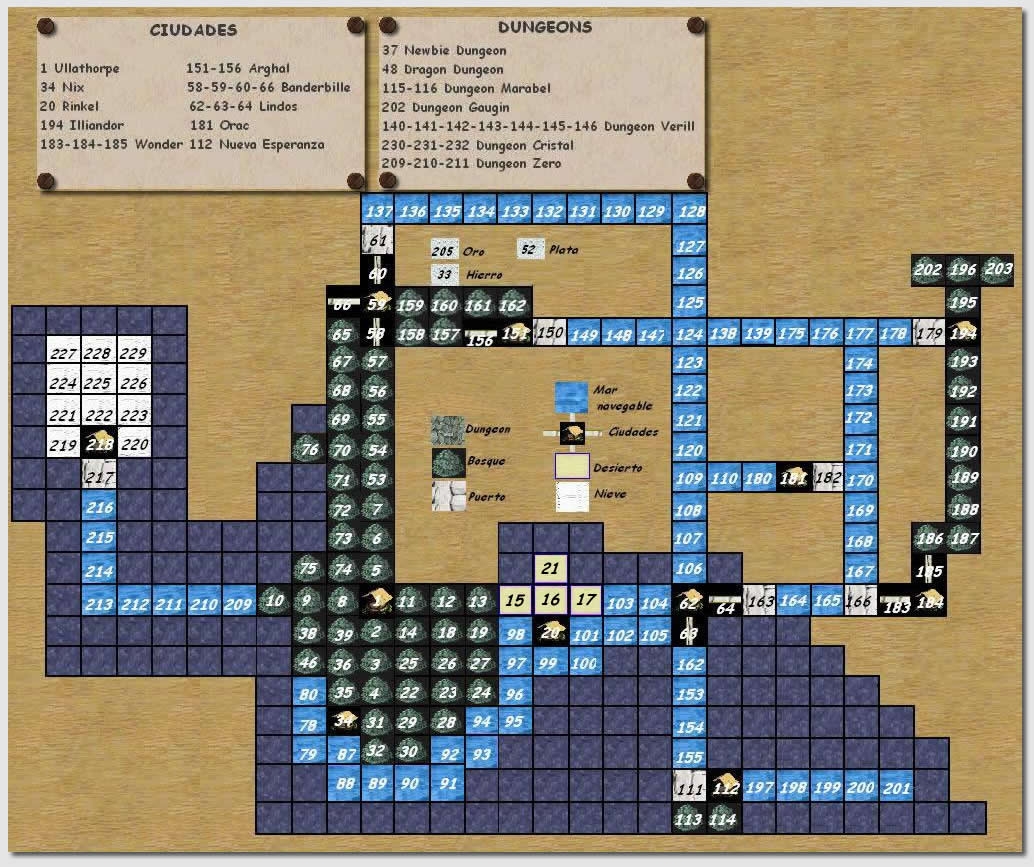 CIUDADES
1 Ullathorpe 151-156 Arghal
34 Nix 58-59-60-66 Banderbille
20 Rinkel 62-63-64 Lindos
194 Illiandor 181 Orac
183-184-185 Wonder 112 Nueva Esperanza
DUNGEONS
37 Newbie Dungeon
48 Dragon Dungeon
115-116 Dungeon Marabel
202 Dungeon Gaugin
140-141-142-143-144-145-146 Dungeon Verill
230-231-232 Dungeon Cristal
209-210-211 Dungeon Zero
137 136 135 134 133 132 131 130 129 128
61 205 Oro 52 Plata 127
60 33 Hierro 126 202 196 203
66 59 159 160 161 162 125 195
65 58 158 157 156 151 150 149 148 147 124 138 139 175 176 177 178 179 194
227 228 229 67 57 123 174 193
224 225 226 68 56 Mar navegable 122 173 192
221 222 223 69 55 Dungeon Ciudades 121 172 191
219 218 220 76 70 54 Bosque Desierto 120 171 190
217 71 53 Puerto Nieve 109 110 180 181 182 170 189
216 72 7 108 169 188
215 73 6 107 168 186 187
214 75 74 5 21 106 167 185
213 212 211 210 209 10 9 8 11 12 13 15 16 17 103 104 62 64 163 164 165 166 183 184
38 39 2 14 18 19 98 20 101 102 105 63
46 36 3 25 26 27 97 99 100 162
80 35 4 22 23 24 96 153
78 34 31 29 28 94 95 154
79 87 32 30 92 93 155
88 89 90 91 111 112 197 198 199 200 201
113 114